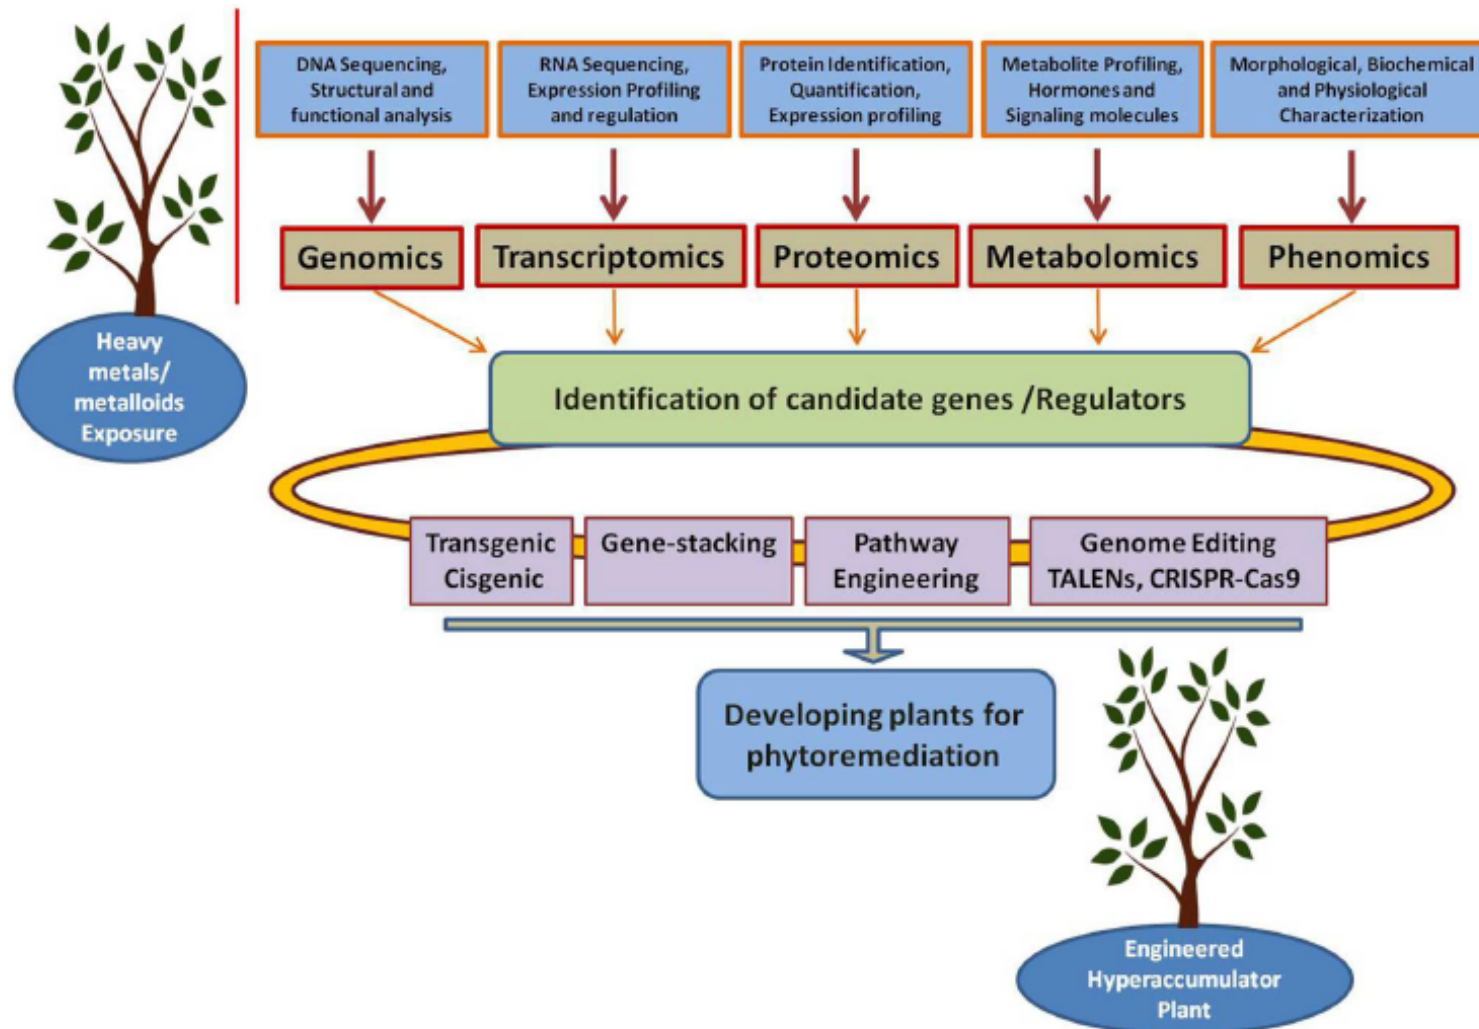 DNA Sequencing,
Structural and
functional analysis
RNA Sequencing,
Expression Profiling
and regulation
Protein Identification,
Quantification,
Expression profiling
Metabolite Profiling,
Hormones and
Signaling molecules
Morphological, Biochemical
and Physiological
Characterization
Genomics
Transcriptomics
Proteomics
Metabolomics
Phenomics
Heavy
metals/
metalloids
Exposure
Identification of candidate genes /Regulators
Transgenic
Cisgenic
Gene-stacking
Pathway
Engineering
Genome Editing
TALENs, CRISPR-Cas9
Developing plants for
phytoremediation
Engineered
Hyperaccumulator
Plant